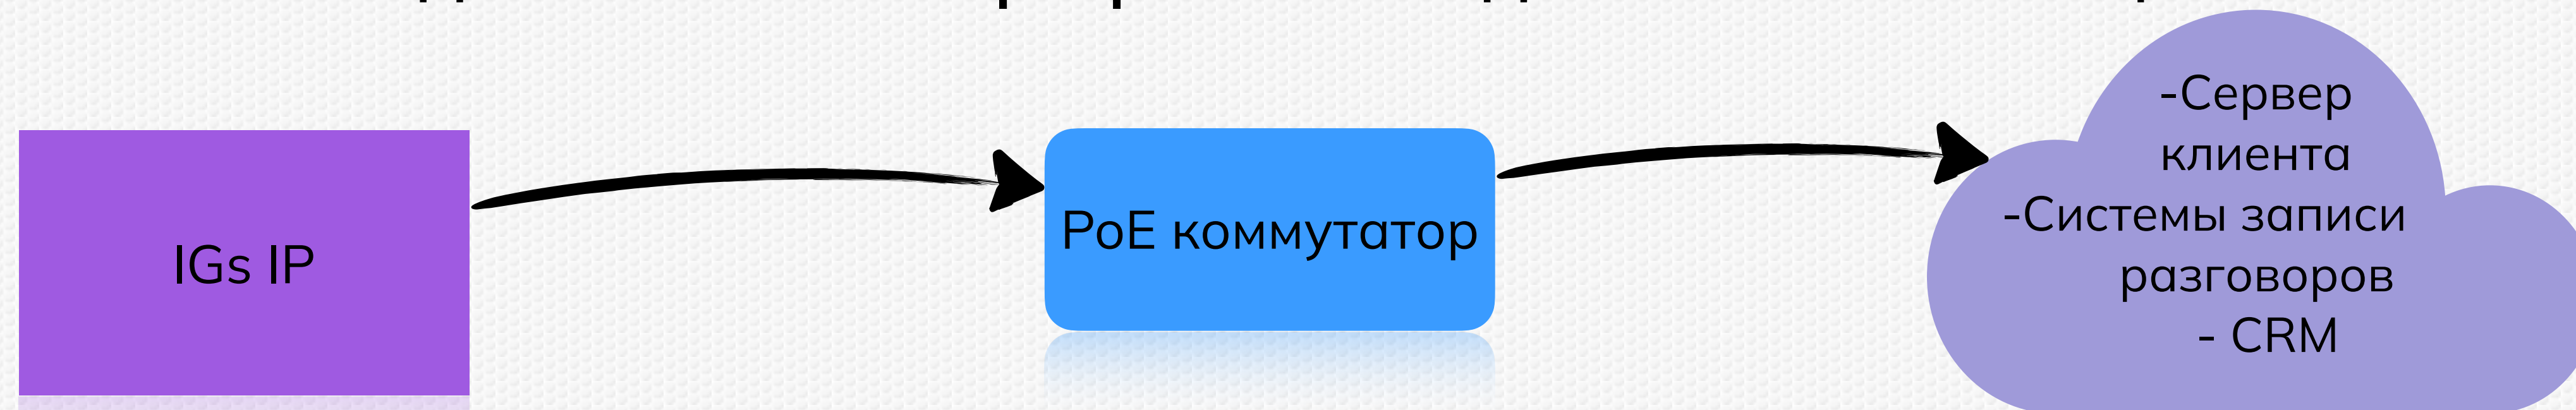 IGs IP
PoE коммутатор
-Сервер
клиента
-Системы записи
разговоров
- CRM